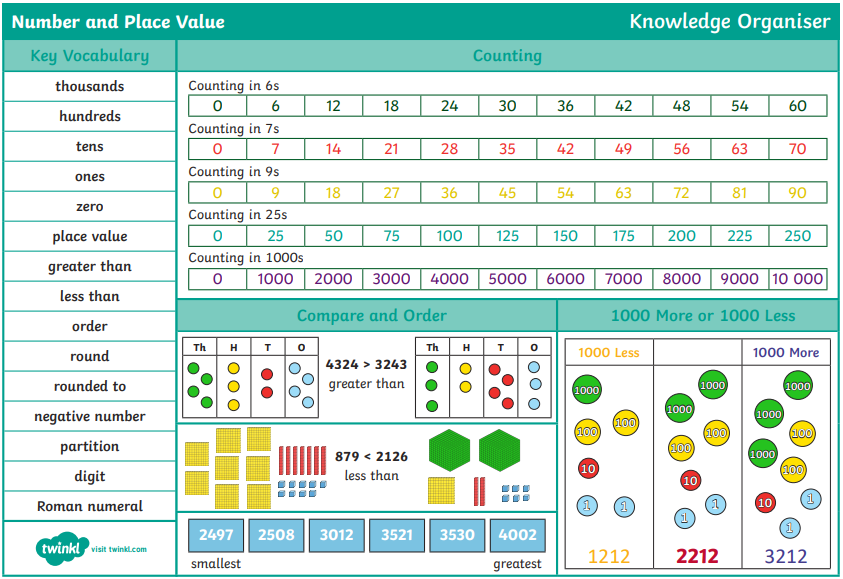 Number and Place Value
Knowledge Organiser
Key Vocabulary
thousands
hundreds
tens
ones
zero
place value
greater than
less than
order
round
rounded to
negative number
partition
digit
Roman numeral
twinkl visit twinkl.com
Counting
Counting in 6s
0 6 12 18 24 30 36 42 48 54 60
Counting in 7s
0 7 14 21 28 35 42 49 56 63 70
Counting in 9s
0 9 18 27 36 45 54 63 72 81 90
Counting in 25s
0 25 50 75 100 125 150 175 200 225 250
Counting in 1000s
0 1000 2000 3000 4000 5000 6000 7000 8000 9000 10 000
Compare and Order
Th H T O
4324 > 3243
greater than
Th H T O
879 < 2126
less than
2497 2508 3012 3521 3530 4002
smallest greatest
1000 More or 1000 Less
1000 Less 1000 More
1000
100 100
10
1 1
1212
1000
1000
100
100
10
1
1
2212
1000
1000
100
1000
100
10 1
1
3212